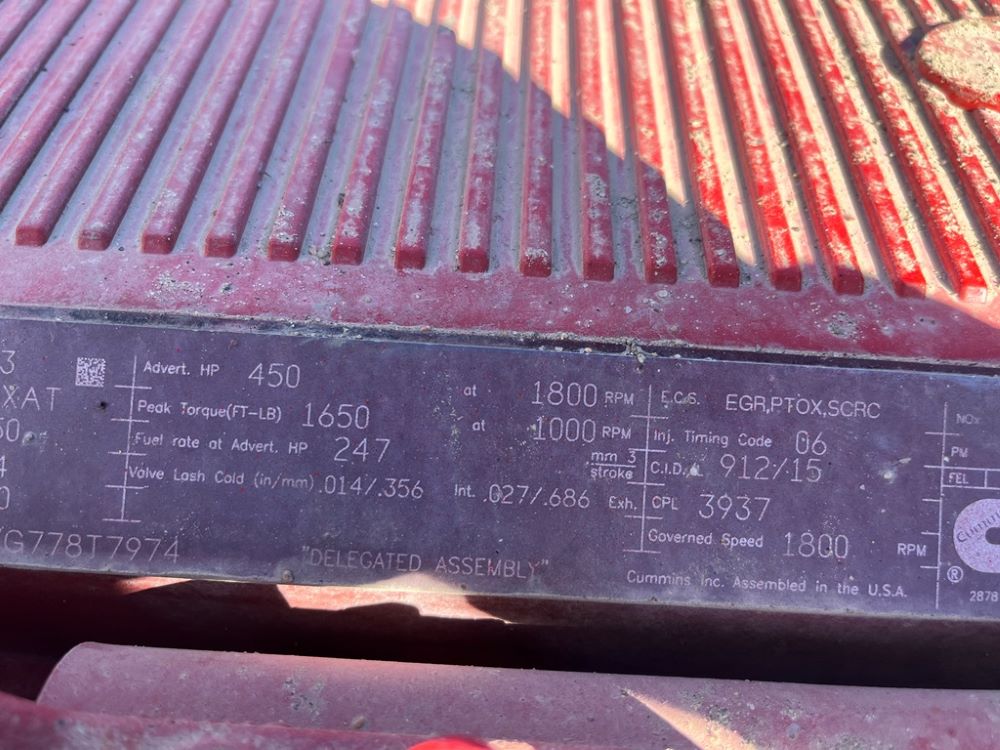 3
XAT
Advert. HP 450 at 1800 RPM
Peak Torque(FT-LB) 1650 at 1000 RPM
Fuel rate at Advert. HP 247 mm 3 stroke
Valve Lash Cold (in/mm) .014/.356 Int. .027/.686 Exh.
G778T7974
"DELEGATED ASSEMBLY"
E.C.S. EGR,PTOX,SCRC
Inj. Timing Code 06
C.I.D./L 912/15
CPL 3937
Governed Speed 1800 RPM
Cummins Inc. Assembled in the U.S.A.
NOx
PM
FEL
®
2878